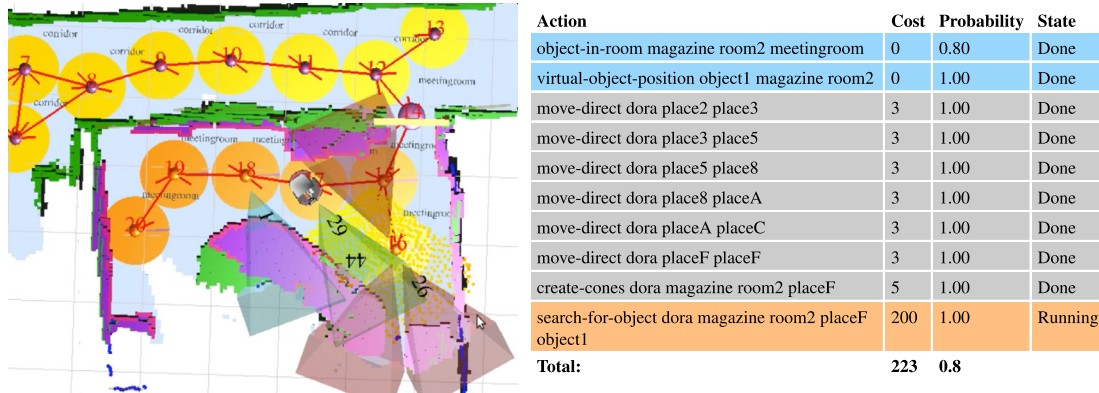 13
corridor
corridor
corridor
corridor
corridor
corridor
10
9
11
12
7
8
meetingroom
corridor
meetingroom
19
18
meetingroom
meetingroom
20
16
29
44
26
Action Cost Probability State
object-in-room magazine room2 meetingroom 0 0.80 Done
virtual-object-position object1 magazine room2 0 1.00 Done
move-direct dora place2 place3 3 1.00 Done
move-direct dora place3 place5 3 1.00 Done
move-direct dora place5 place8 3 1.00 Done
move-direct dora place8 placeA 3 1.00 Done
move-direct dora placeA placeC 3 1.00 Done
move-direct dora placeF placeF 3 1.00 Done
create-cones dora magazine room2 placeF 5 1.00 Done
search-for-object dora magazine room2 placeF 200 1.00 Running
object1
Total: 223 0.8